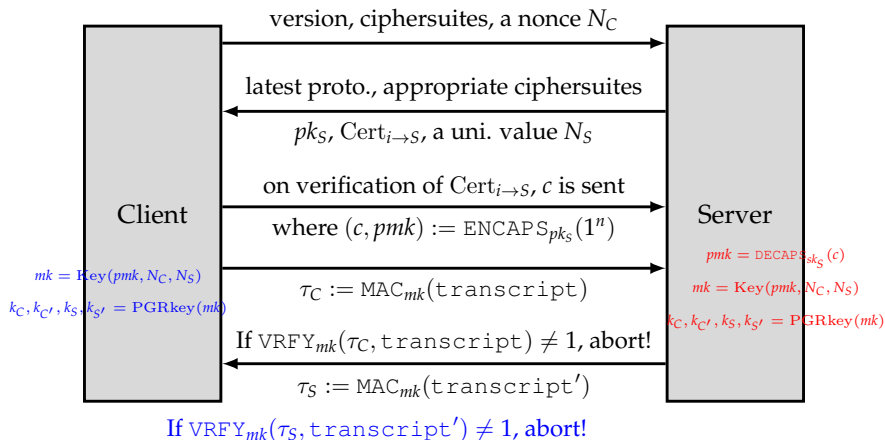 version, ciphersuites, a nonce N_C
latest proto., appropriate ciphersuites
pk_S, Cert_{i→S}, a uni. value N_S
on verification of Cert_{i→S}, c is sent
Client
Server
where (c, pmk) := ENCAPS_{pk_S}(1^n)
pmk = DECAPS_{sk_S}(c)
mk = Key(pmk, N_C, N_S)
mk = Key(pmk, N_C, N_S)
τ_C := MAC_{mk}(transcript)
k_C, k_{C′}, k_S, k_{S′} = PGRkey(mk)
k_C, k_{C′}, k_S, k_{S′} = PGRkey(mk)
If VRFY_{mk}(τ_C, transcript) ≠ 1, abort!
τ_S := MAC_{mk}(transcript′)
If VRFY_{mk}(τ_S, transcript′) ≠ 1, abort!